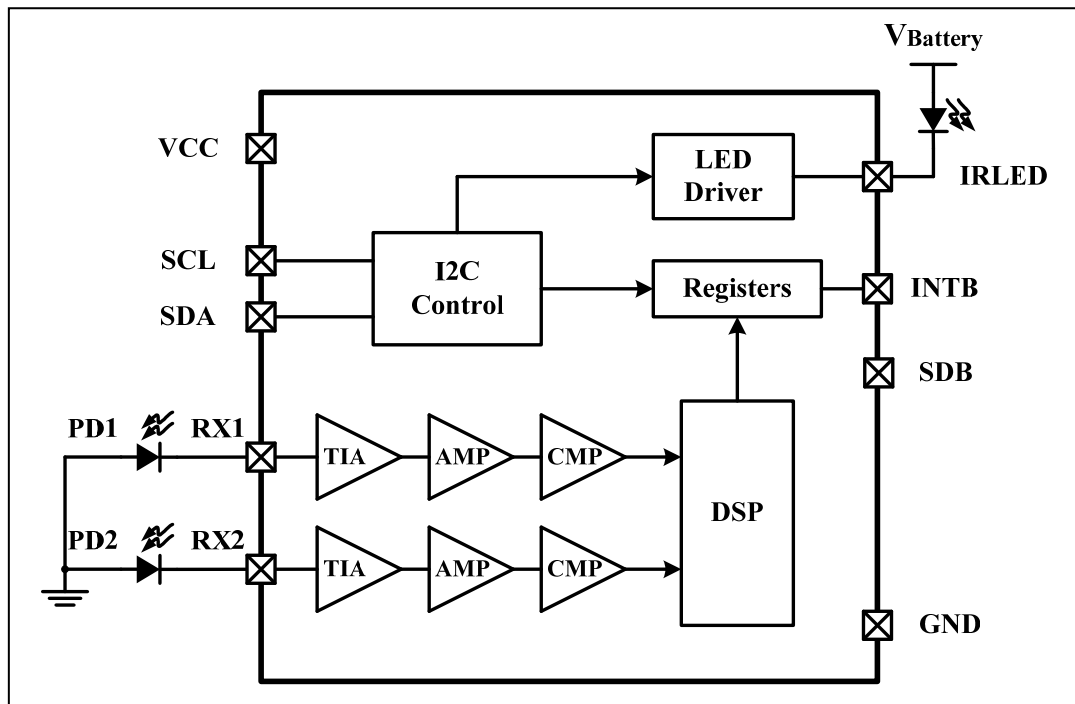 VBattery
VCC
LED
Driver
IRLED
SCL
I2C
Control
Registers
INTB
SDA
SDB
PD1
RX1
TIA
AMP
CMP
DSP
PD2
RX2
TIA
AMP
CMP
GND